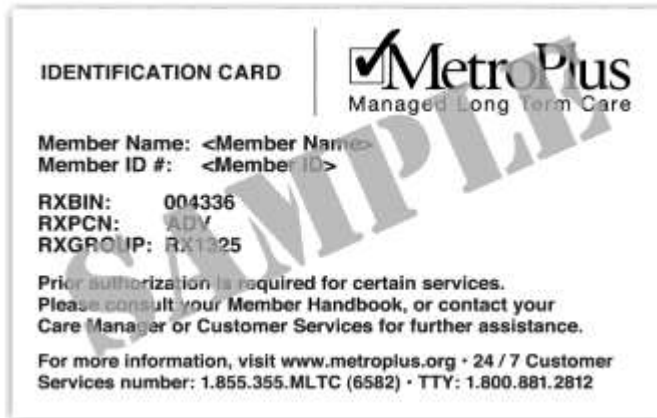 IDENTIFICATION CARD
MetroPlus
Managed Long Term Care
Member Name: <Member Name>
Member ID #: <Member ID>
RXBIN: 004336
RXPCN: ADV
RXGROUP: RX1325
Prior authorization is required for certain services.
Please consult your Member Handbook, or contact your
Care Manager or Customer Services for further assistance.
For more information, visit www.metroplus.org • 24 / 7 Customer
Services number: 1.855.355.MLTC (6582) • TTY: 1.800.881.2812
SAMPLE